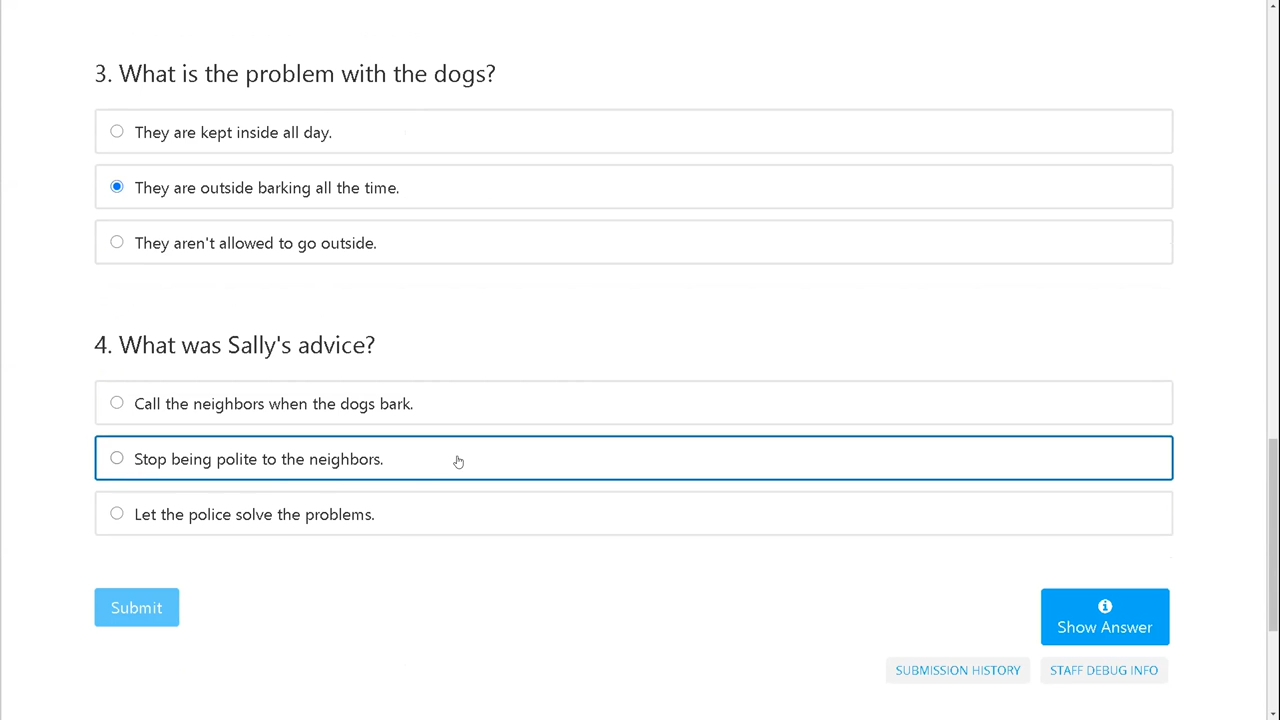 3. What is the problem with the dogs?
They are kept inside all day.
They are outside barking all the time.
They aren't allowed to go outside.
4. What was Sally's advice?
Call the neighbors when the dogs bark.
Stop being polite to the neighbors.
Let the police solve the problems.
Submit
Show Answer
SUBMISSION HISTORY
STAFF DEBUG INFO